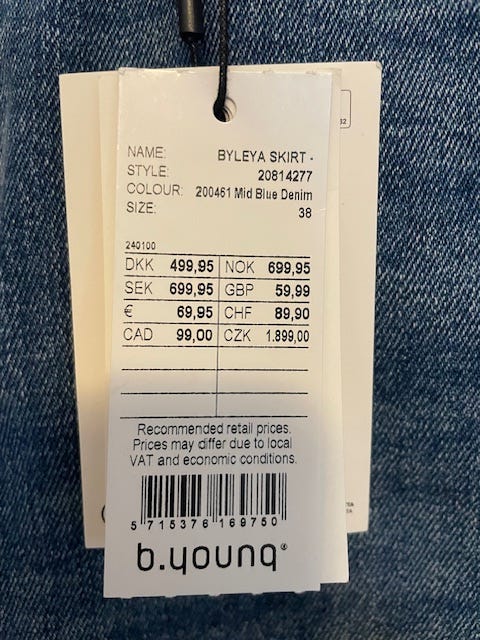 NAME: BYLEYA SKIRT -
STYLE: 20814277
COLOUR: 200461 Mid Blue Denim
SIZE: 38
240100
DKK 499,95 NOK 699,95
SEK 699,95 GBP 59,99
€ 69,95 CHF 89,90
CAD 99,00 CZK 1.899,00
Recommended retail prices.
Prices may differ due to local
VAT and economic conditions.
5 715376 169750
b.young®